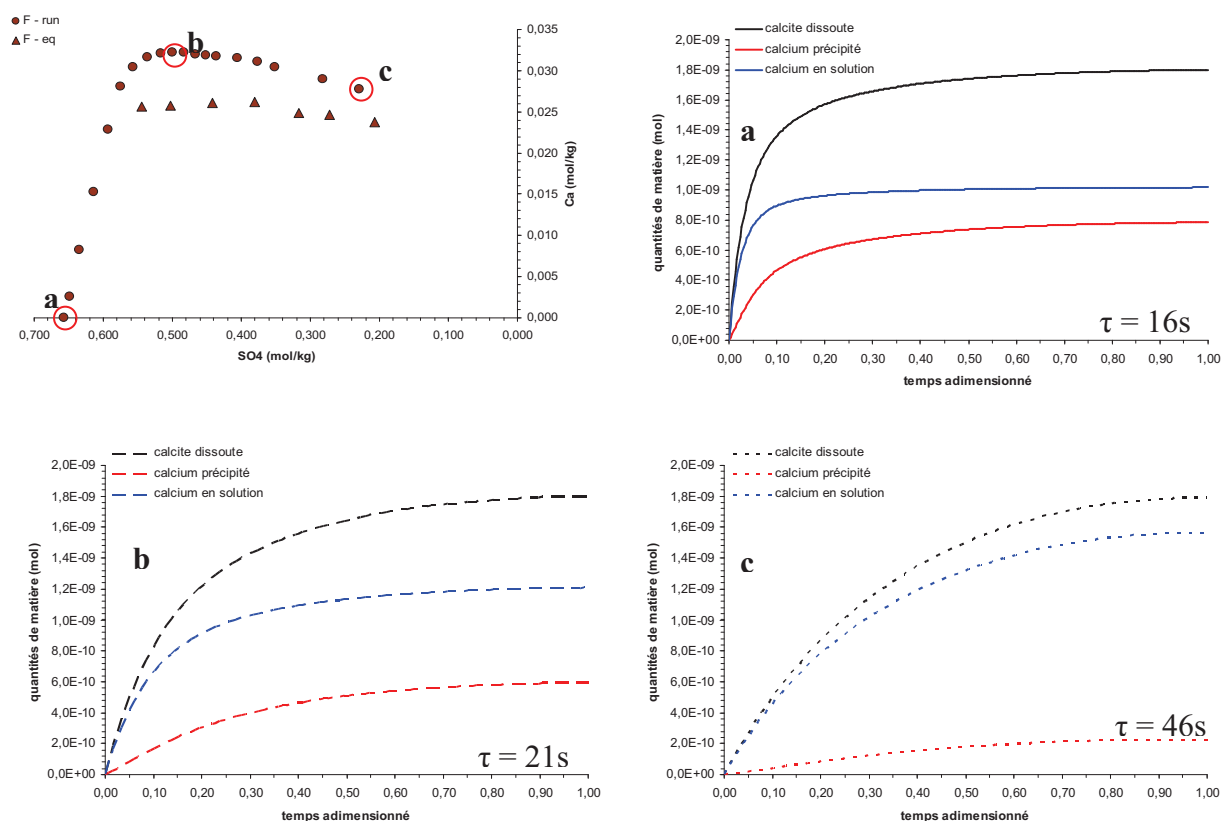 F - run
F - eq
b
c
a
0,035
0,030
0,025
0,020
0,015
0,010
0,005
0,000
Ca (mol/kg)
0,700 0,600 0,500 0,400 0,300 0,200 0,100 0,000
SO4 (mol/kg)
calcite dissoute
calcium précipité
calcium en solution
a
quantités de matière (mol)
2,0E-09
1,8E-09
1,6E-09
1,4E-09
1,2E-09
1,0E-09
8,0E-10
6,0E-10
4,0E-10
2,0E-10
0,0E+00
τ = 16s
0,00 0,10 0,20 0,30 0,40 0,50 0,60 0,70 0,80 0,90 1,00
temps adimensionné
calcite dissoute
calcium précipité
calcium en solution
b
quantités de matière (mol)
2,0E-09
1,8E-09
1,6E-09
1,4E-09
1,2E-09
1,0E-09
8,0E-10
6,0E-10
4,0E-10
2,0E-10
0,0E+00
τ = 21s
0,00 0,10 0,20 0,30 0,40 0,50 0,60 0,70 0,80 0,90 1,00
temps adimensionné
calcite dissoute
calcium précipité
calcium en solution
c
quantités de matière (mol)
2,0E-09
1,8E-09
1,6E-09
1,4E-09
1,2E-09
1,0E-09
8,0E-10
6,0E-10
4,0E-10
2,0E-10
0,0E+00
τ = 46s
0,00 0,10 0,20 0,30 0,40 0,50 0,60 0,70 0,80 0,90 1,00
temps adimensionné